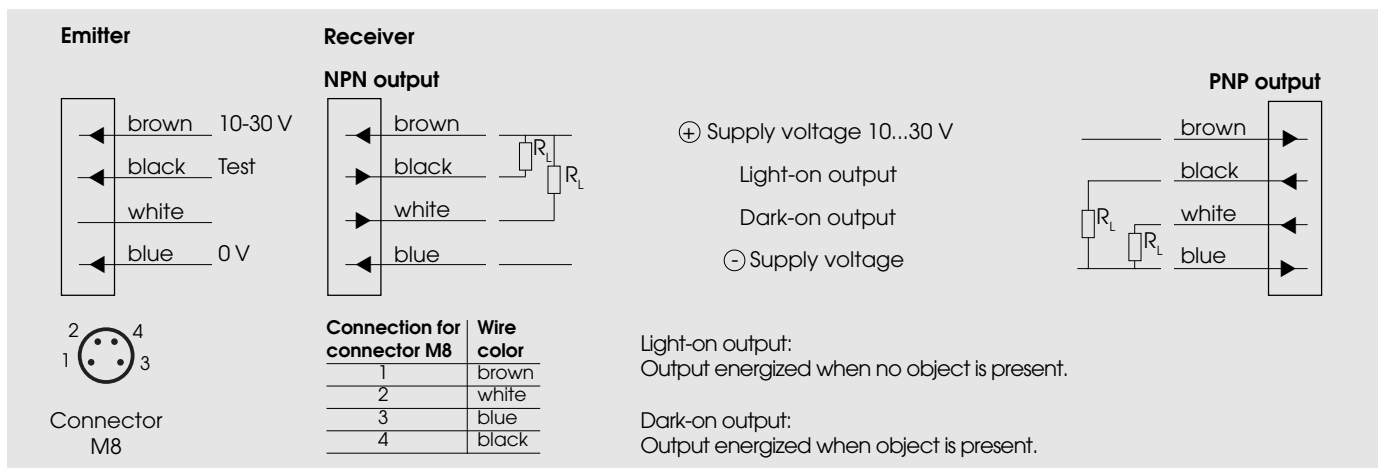 Emitter
Receiver
NPN output
PNP output
brown 10-30 V
black Test
white
blue 0 V
brown
black
white
blue
R_L
R_L
⊕ Supply voltage 10...30 V
Light-on output
Dark-on output
⊖ Supply voltage
brown
black
white
blue
R_L
R_L
2 4
1 3
Connector
M8
Connection for connector M8 | Wire color
1 brown
2 white
3 blue
4 black
Light-on output:
Output energized when no object is present.
Dark-on output:
Output energized when object is present.